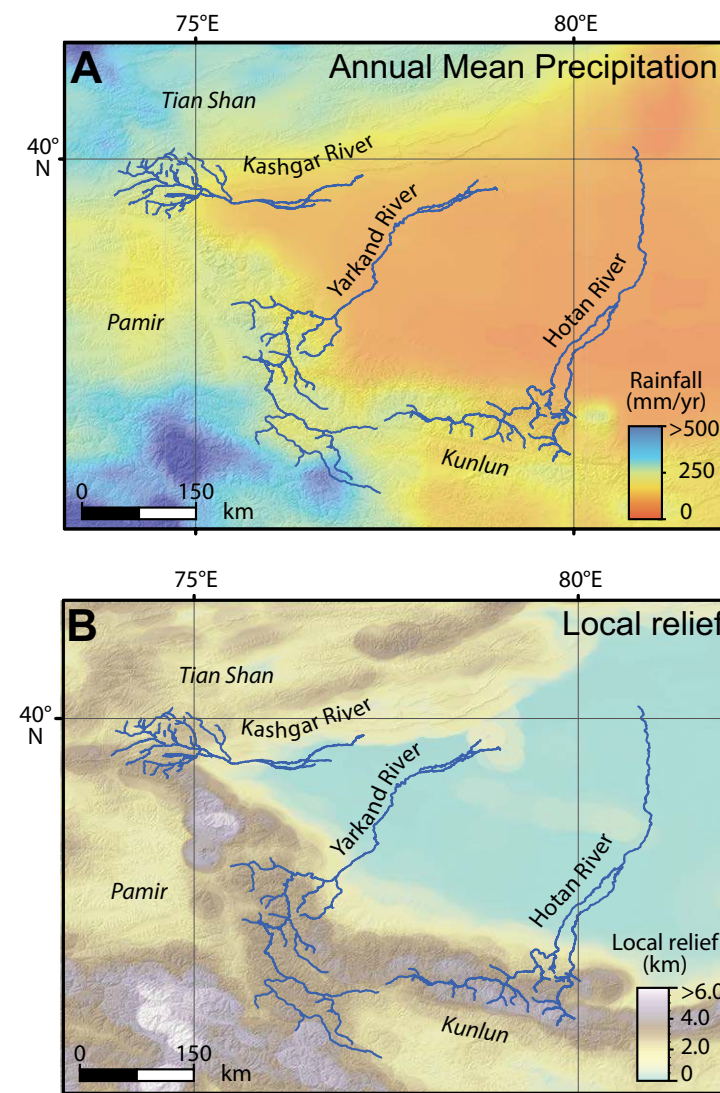 75°E 80°E
A Annual Mean Precipitation
Tian Shan
40°
N
Kashgar River
Yarkand River
Hotan River
Pamir
Kunlun
Rainfall
(mm/yr)
>500
250
0
0 150
km
75°E 80°E
B Local relief
Tian Shan
40°
N
Kashgar River
Yarkand River
Hotan River
Pamir
Kunlun
Local relief
(km)
>6.0
4.0
2.0
0
0 150
km